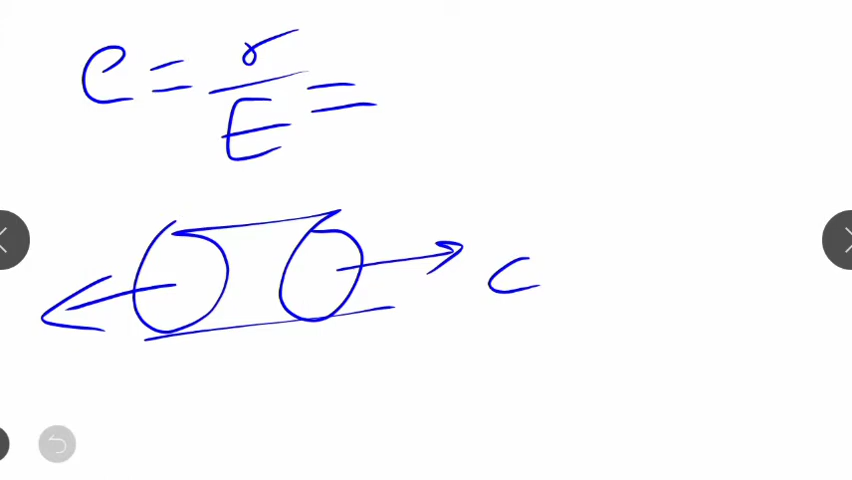 e = σ/E =
c